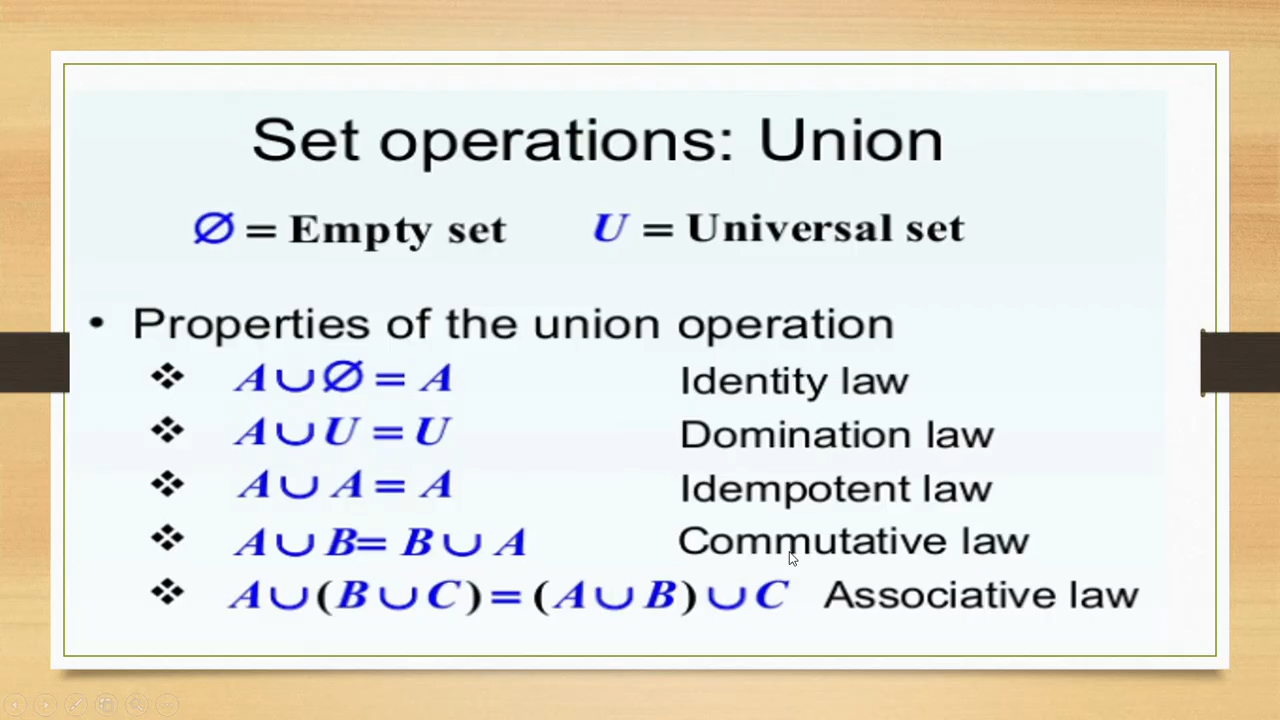 Set operations: Union
∅ = Empty set U = Universal set
• Properties of the union operation
❖ A∪∅ = A Identity law
❖ A∪U = U Domination law
❖ A∪ A = A Idempotent law
❖ A∪B= B∪ A Commutative law
❖ A∪(B∪C)=(A∪B)∪C Associative law